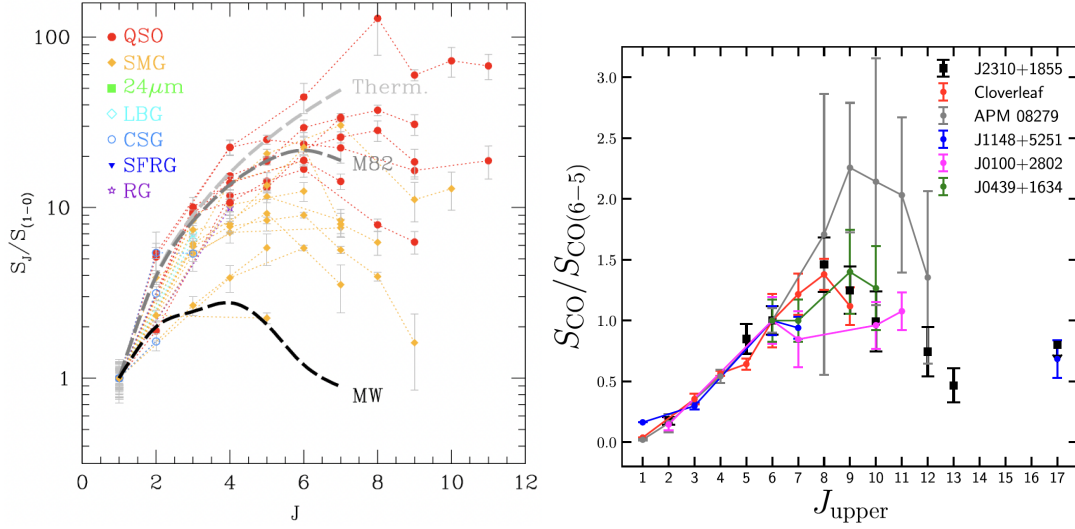 100
10
1
S_J/S_(1-0)
QSO
SMG
24μm
LBG
CSG
SFRG
RG
Therm.
M82
MW
0 2 4 6 8 10 12
J
3.0
2.5
2.0
1.5
1.0
0.5
0.0
S_CO/S_CO(6−5)
J2310+1855
Cloverleaf
APM 08279
J1148+5251
J0100+2802
J0439+1634
1 2 3 4 5 6 7 8 9 10 11 12 13 14 15 16 17
J_upper